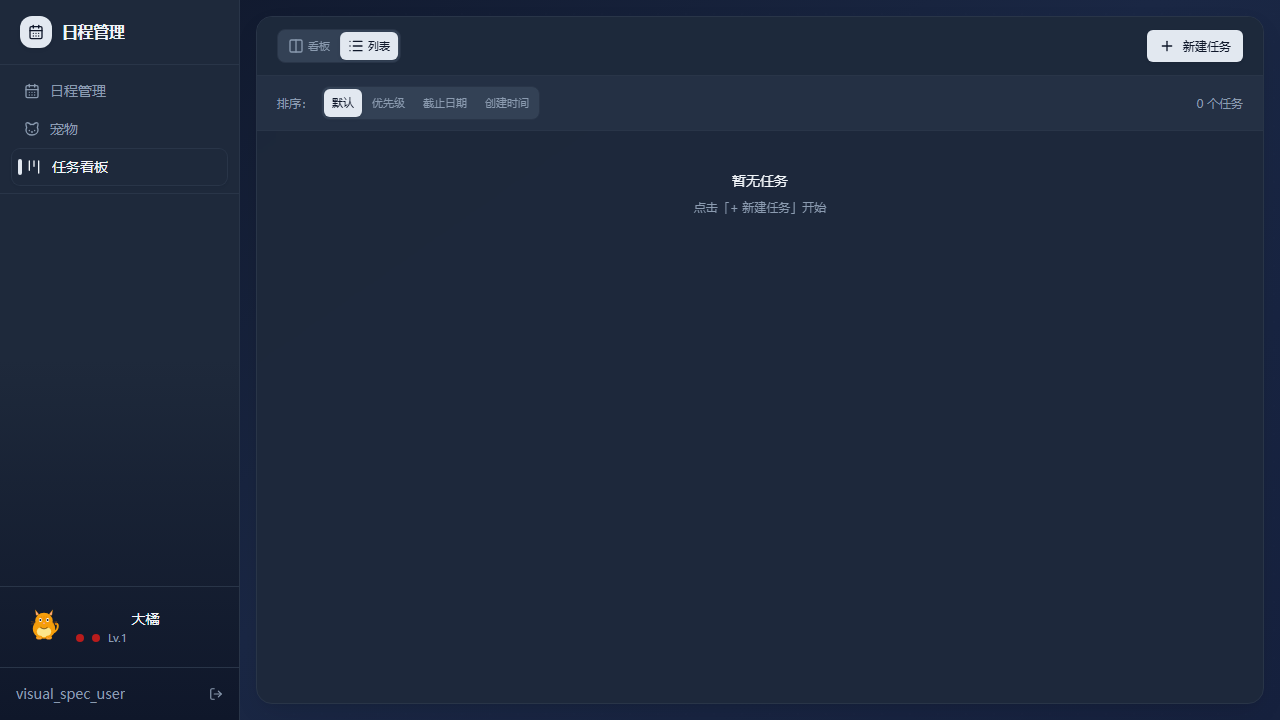 日程管理
日程管理
宠物
任务看板
看板
列表
新建任务
排序：
默认
优先级
截止日期
创建时间
0 个任务
暂无任务
点击「+ 新建任务」开始
大橘
Lv.1
visual_spec_user